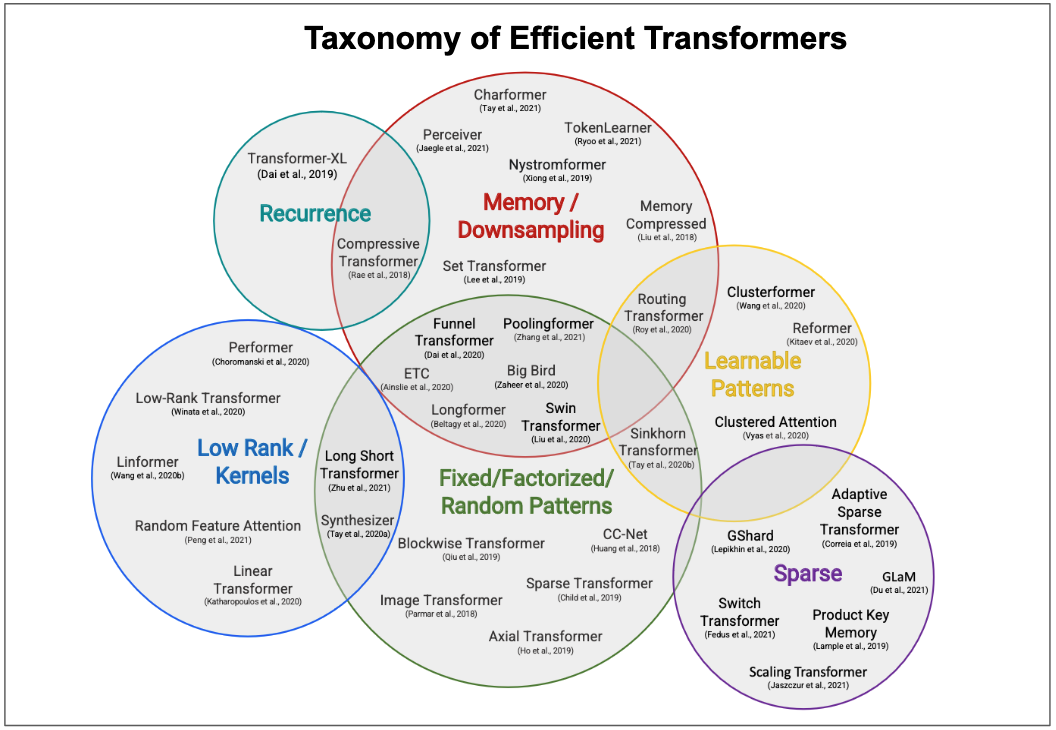 Taxonomy of Efficient Transformers
Charformer
(Tay et al., 2021)
Perceiver
(Jaegle et al., 2021)
TokenLearner
(Ryoo et al., 2021)
Transformer-XL
(Dai et al., 2019)
Nystromformer
(Xiong et al., 2019)
Recurrence
Memory /
Downsampling
Memory
Compressed
(Liu et al., 2018)
Compressive
Transformer
(Rae et al., 2018)
Set Transformer
(Lee et al., 2019)
Routing
Transformer
(Roy et al., 2020)
Clusterformer
(Wang et al., 2020)
Reformer
(Kitaev et al., 2020)
Learnable
Patterns
Clustered Attention
(Vyas et al., 2020)
Funnel
Transformer
(Dai et al., 2020)
Poolingformer
(Zhang et al., 2021)
ETC
(Ainslie et al., 2020)
Big Bird
(Zaheer et al., 2020)
Longformer
(Beltagy et al., 2020)
Swin
Transformer
(Liu et al., 2020)
Sinkhorn
Transformer
(Tay et al., 2020b)
Performer
(Choromanski et al., 2020)
Low-Rank Transformer
(Winata et al., 2020)
Low Rank /
Kernels
Linformer
(Wang et al., 2020b)
Random Feature Attention
(Peng et al., 2021)
Linear
Transformer
(Katharopoulos et al., 2020)
Long Short
Transformer
(Zhu et al., 2021)
Synthesizer
(Tay et al., 2020a)
Fixed/Factorized/
Random Patterns
Blockwise Transformer
(Qiu et al., 2019)
CC-Net
(Huang et al., 2018)
Sparse Transformer
(Child et al., 2019)
Image Transformer
(Parmar et al., 2018)
Axial Transformer
(Ho et al., 2019)
Adaptive
Sparse
Transformer
(Correia et al., 2019)
GShard
(Lepikhin et al., 2020)
Sparse
GLaM
(Du et al., 2021)
Switch
Transformer
(Fedus et al., 2021)
Product Key
Memory
(Lample et al., 2019)
Scaling Transformer
(Jaszczur et al., 2021)